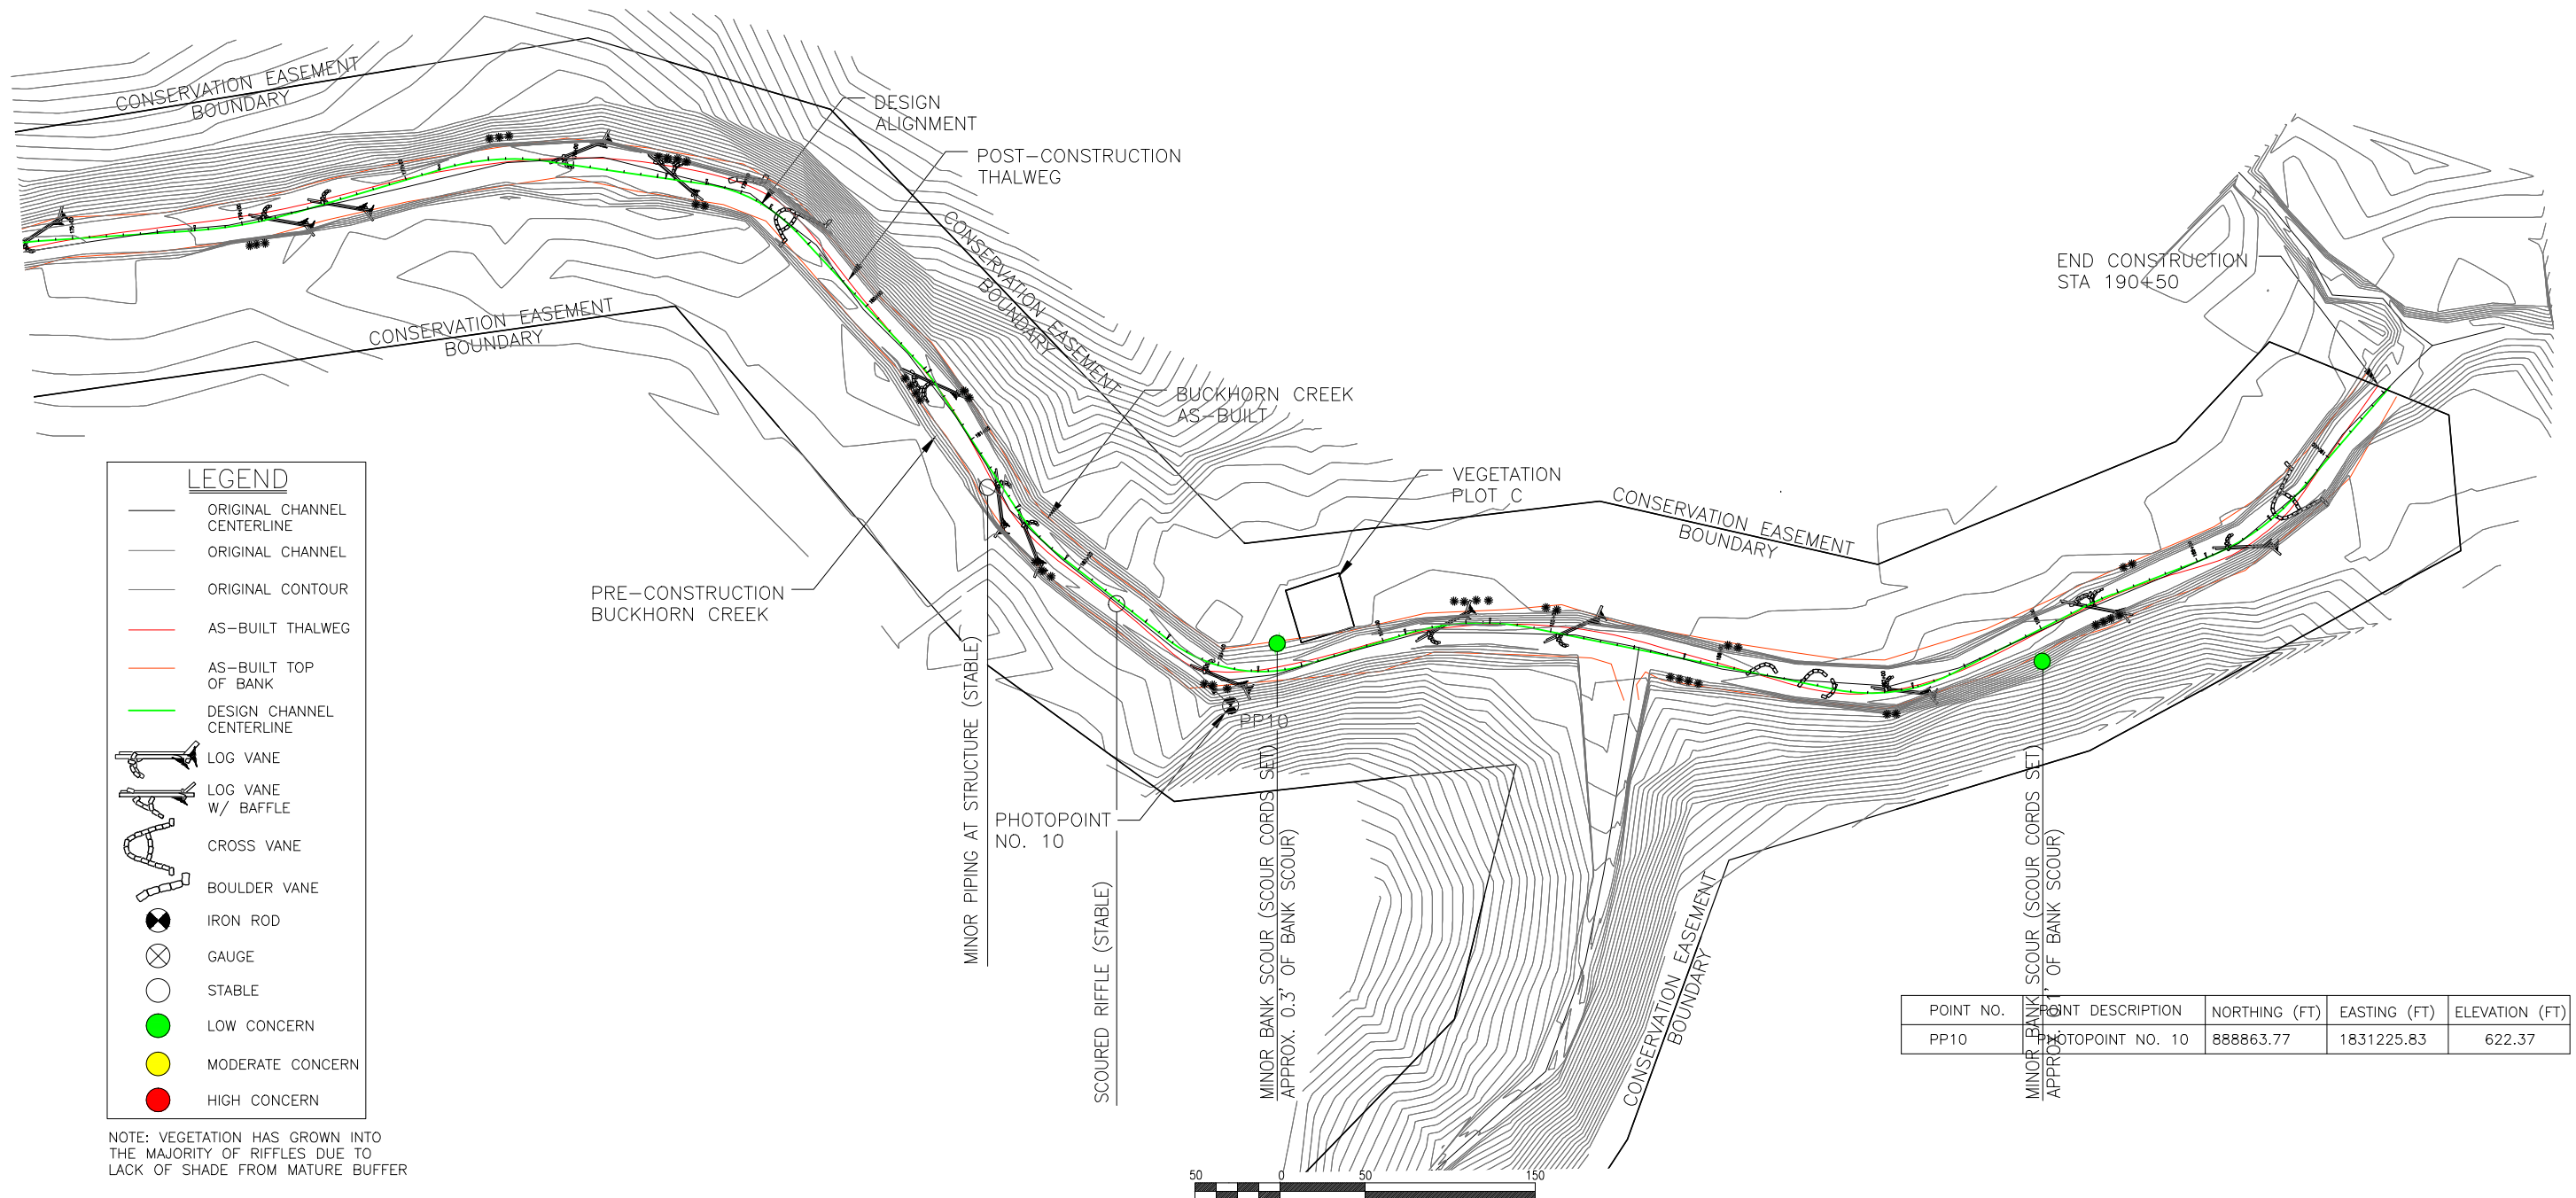 CONSERVATION EASEMENT
BOUNDARY
DESIGN
ALIGNMENT
POST-CONSTRUCTION
THALWEG
CONSERVATION EASEMENT
BOUNDARY
CONSERVATION EASEMENT
BOUNDARY
END CONSTRUCTION
STA 190+50
BUCKHORN CREEK
AS-BUILT
VEGETATION
PLOT C
CONSERVATION EASEMENT
BOUNDARY
PRE-CONSTRUCTION
BUCKHORN CREEK
LEGEND
ORIGINAL CHANNEL
CENTERLINE
ORIGINAL CHANNEL
ORIGINAL CONTOUR
AS-BUILT THALWEG
AS-BUILT TOP
OF BANK
DESIGN CHANNEL
CENTERLINE
LOG VANE
LOG VANE
W/ BAFFLE
CROSS VANE
BOULDER VANE
IRON ROD
GAUGE
STABLE
LOW CONCERN
MODERATE CONCERN
HIGH CONCERN
NOTE: VEGETATION HAS GROWN INTO
THE MAJORITY OF RIFFLES DUE TO
LACK OF SHADE FROM MATURE BUFFER
MINOR PIPING AT STRUCTURE (STABLE)
SCOURED RIFFLE (STABLE)
PP10
PHOTOPOINT
NO. 10
MINOR BANK SCOUR (SCOUR CORDS SET)
APPROX. 0.3' OF BANK SCOUR)
CONSERVATION EASEMENT
BOUNDARY
MINOR BANK SCOUR (SCOUR CORDS SET)
APPROX. 0.1' OF BANK SCOUR)
POINT NO. POINT DESCRIPTION NORTHING (FT) EASTING (FT) ELEVATION (FT)
PP10 PHOTOPOINT NO. 10 888863.77 1831225.83 622.37
50 0 50 150